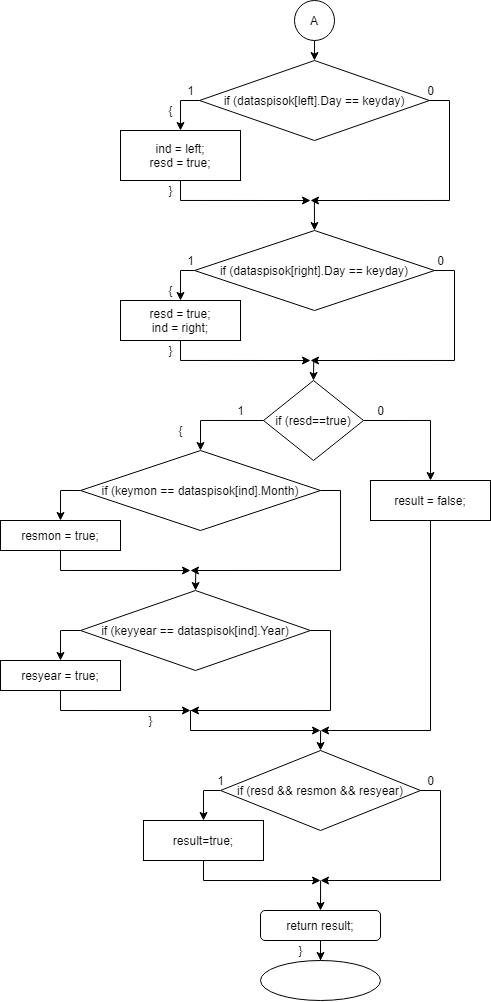 A
if (dataspisok[left].Day == keyday)
1
0
{
ind = left;
resd = true;
}
if (dataspisok[right].Day == keyday)
1
0
{
resd = true;
ind = right;
}
if (resd==true)
1
0
{
if (keymon == dataspisok[ind].Month)
result = false;
resmon = true;
if (keyyear == dataspisok[ind].Year)
resyear = true;
}
if (resd && resmon && resyear)
1
0
result=true;
return result;
}